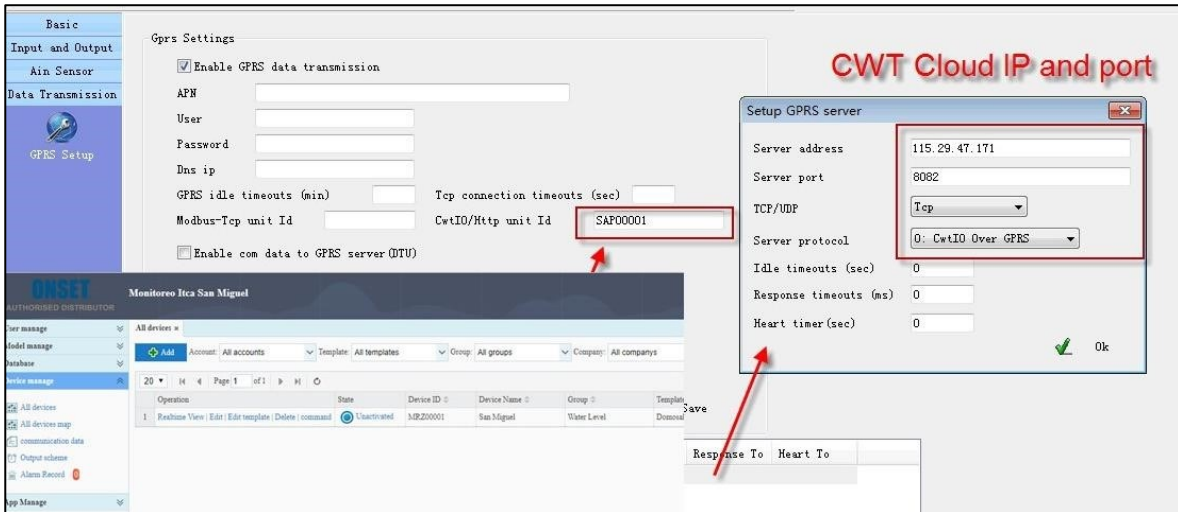 Basic
Input and Output
Ain Sensor
Data Transmission
GPRS Setup
Gprs Settings
Enable GPRS data transmission
APN
User
Password
Dns ip
GPRS idle timeouts (min)
Tcp connection timeouts (sec)
Modbus-Tcp unit Id
CwtIO/Http unit Id
SAP00001
Enable com data to GPRS server(DTU)
CWT Cloud IP and port
Setup GPRS server
Server address
115.29.47.171
Server port
8082
TCP/UDP
Tcp
Server protocol
0: CwtIO Over GPRS
Idle timeouts (sec)
0
Response timeouts (ms)
0
Heart timer(sec)
0
Ok
Save
Response To Heart To
ONSET
AUTHORISED DISTRIBUTOR
Monitoreo Itca San Miguel
User manage
Model manage
Database
Device manage
All devices
All devices map
communication data
Output scheme
Alarm Record 0
App Manage
All devices ×
Add Account: All accounts Template: All templates Group: All groups Company: All companys
20 Page 1 of 1
Operation State Device ID Device Name Group Templat
1 Realtime View | Edit | Edit template | Delete | command Unactivated MRZ00001 San Miguel Water Level